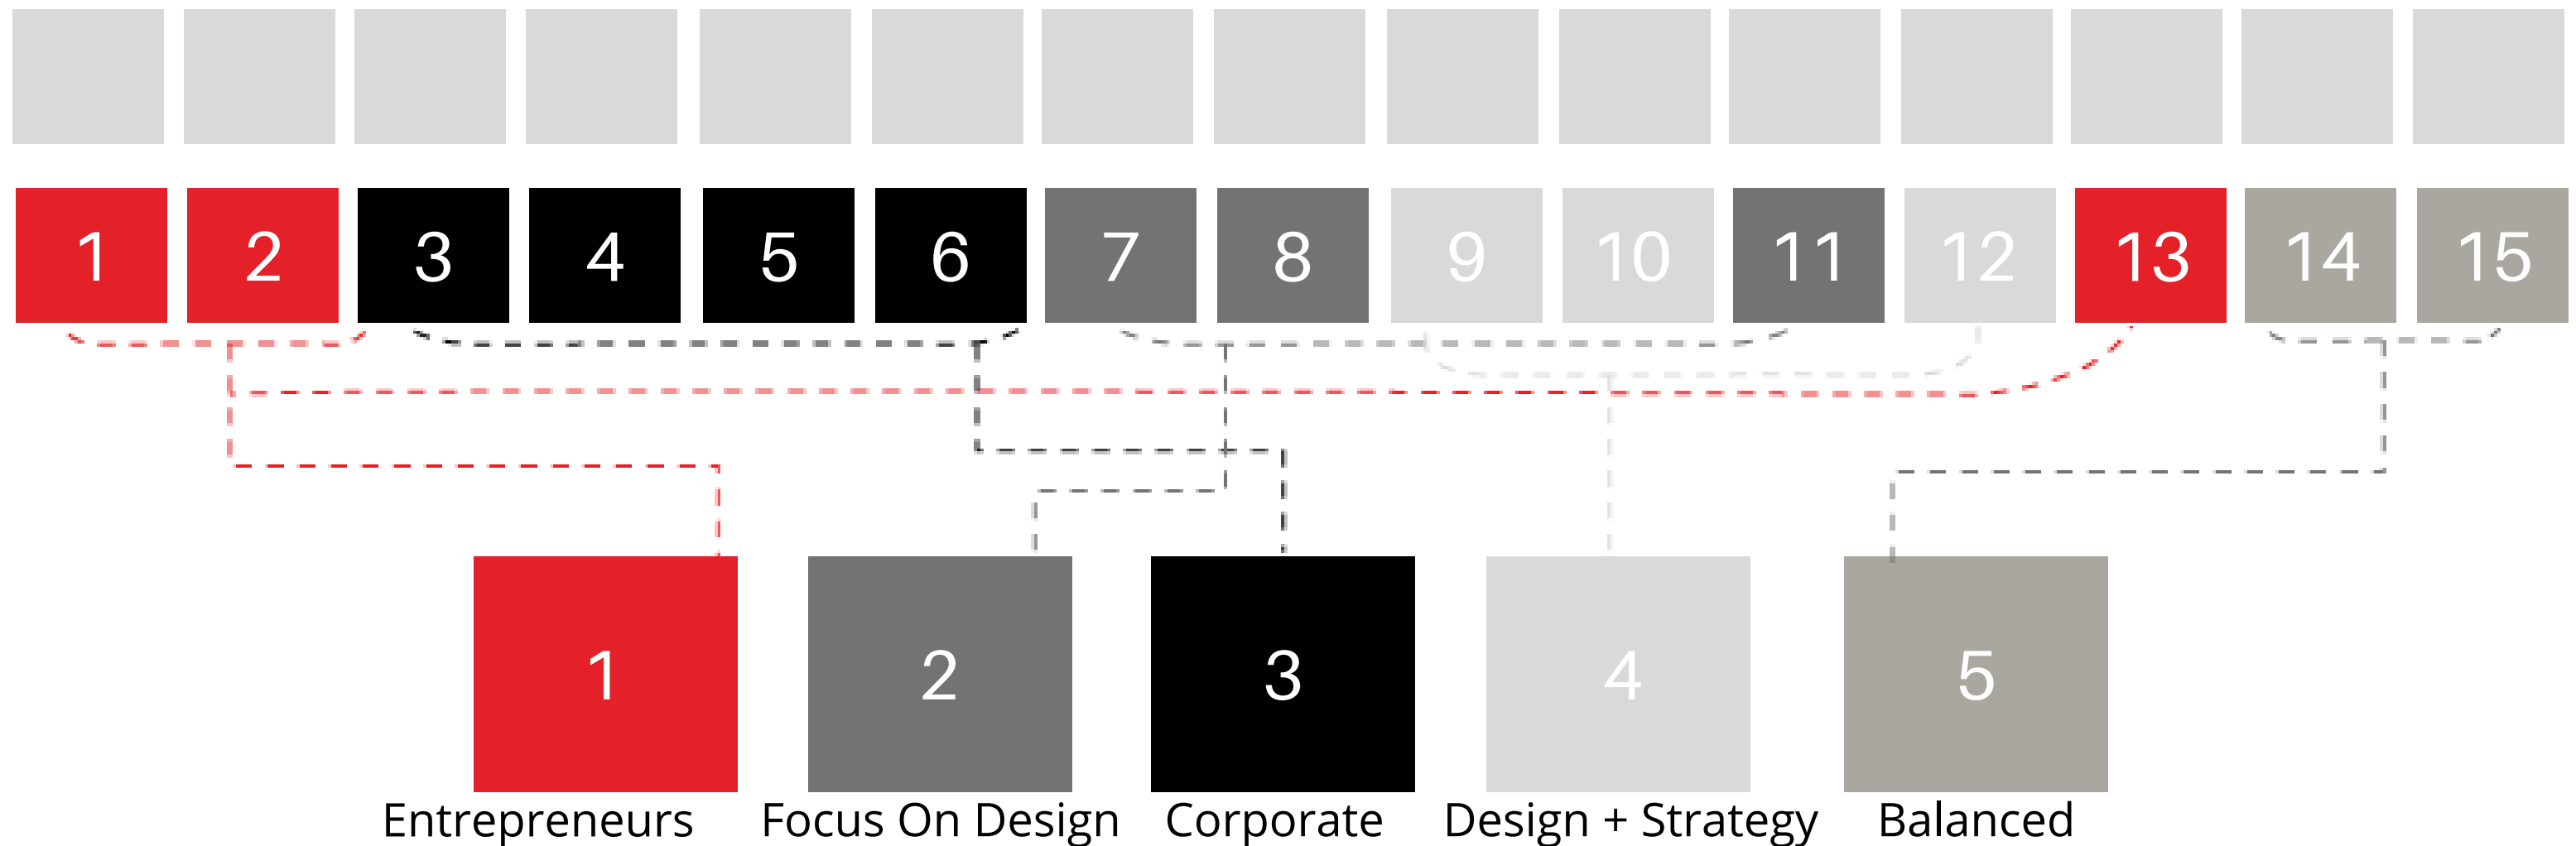 1 2 3 4 5 6 7 8 9 10 11 12 13 14 15
1 2 3 4 5
Entrepreneurs Focus On Design Corporate Design + Strategy Balanced